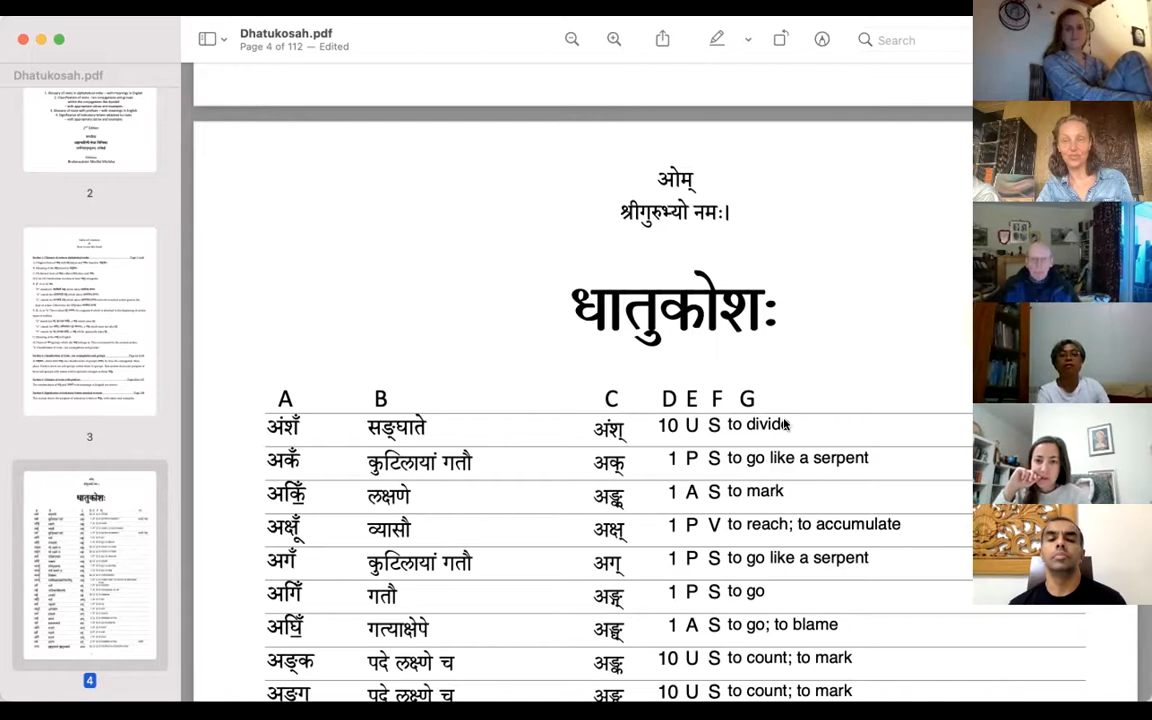 Dhatukosah.pdf
Page 4 of 112 – Edited
Search
Dhatukosah.pdf
2
3
4
ओम्
श्रीगुरुभ्यो नमः।
धातुकोशः
A B C D E F G
अंशँ सङ्घाते अंश् 10 U S to divide
अकँ कुटिलायां गतौ अक् 1 P S to go like a serpent
अकिँ॒ लक्षणे अङ्क् 1 A S to mark
अक्षूँ व्यासौ अक्ष् 1 P V to reach; to accumulate
अगँ कुटिलायां गतौ अग् 1 P S to go like a serpent
अगिँ गतौ अङ्ग् 1 P S to go
अघिँ॒ गत्याक्षेपे अङ्घ् 1 A S to go; to blame
अङ्क पदे लक्ष्णे च अङ्क 10 U S to count; to mark
अङ्ग पदे लक्ष्णे च अङ्ग 10 U S to count; to mark